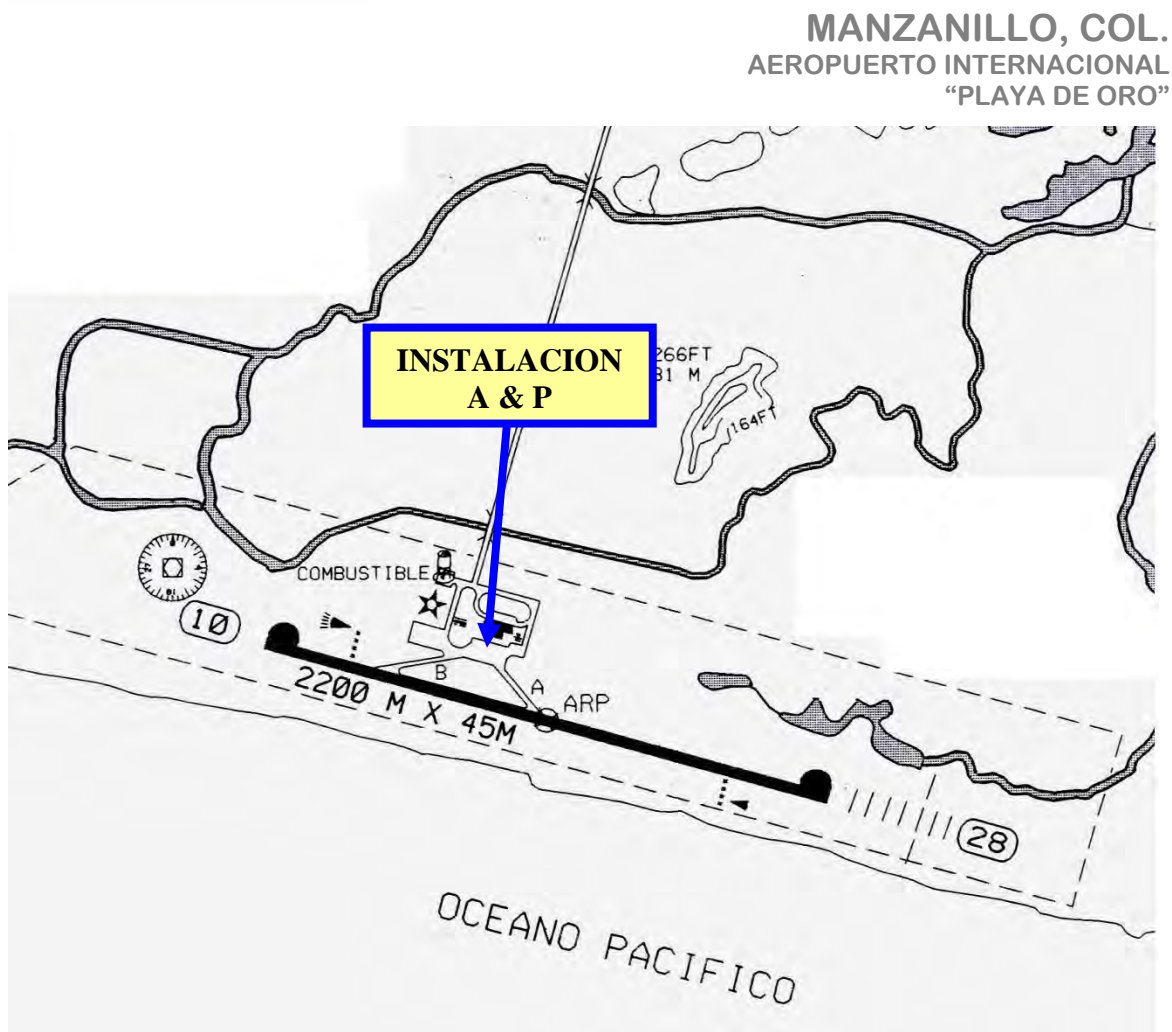 MANZANILLO, COL.
AEROPUERTO INTERNACIONAL
“PLAYA DE ORO”
INSTALACION
A & P
266FT
81 M
164FT
COMBUSTIBLE
10
B
A
ARP
2200 M X 45M
28
OCEANO PACIFICO